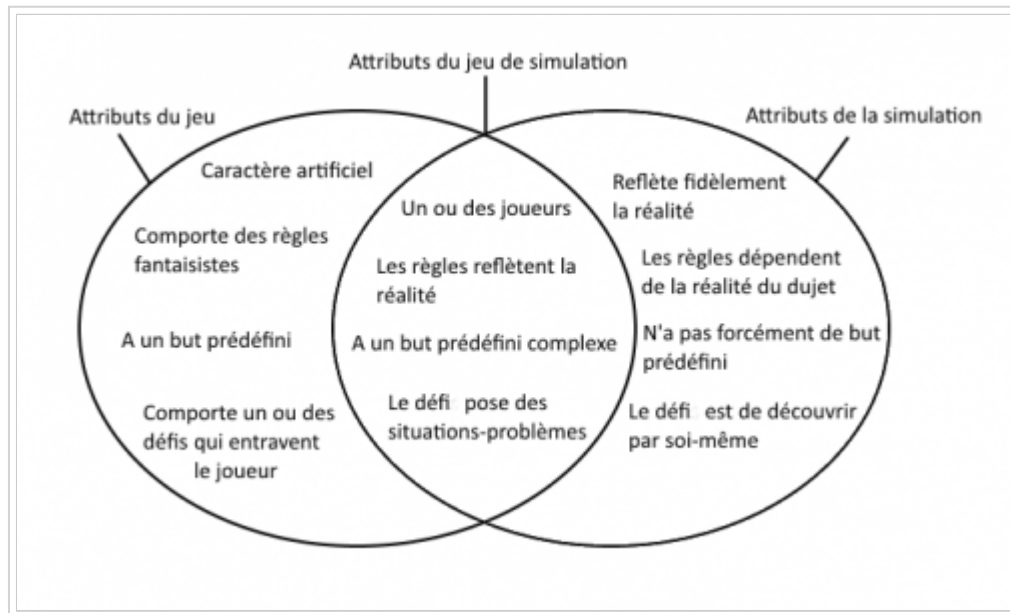 Attributs du jeu de simulation
Attributs du jeu
Attributs de la simulation
Caractère artificiel
Comporte des règles
fantaisistes
A un but prédéfini
Comporte un ou des
défis qui entravent
le joueur
Un ou des joueurs
Les règles reflètent la
réalité
A un but prédéfini complexe
Le défi pose des
situations-problèmes
Reflète fidèlement
la réalité
Les règles dépendent
de la réalité du dujet
N'a pas forcément de but
prédéfini
Le défi est de découvrir
par soi-même